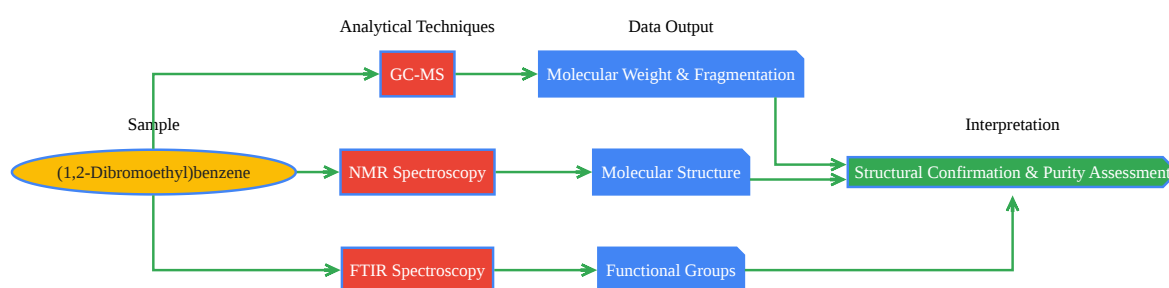 Analytical Techniques
Data Output
GC-MS
Molecular Weight & Fragmentation
Sample
Interpretation
(1,2-Dibromoethyl)benzene
NMR Spectroscopy
Molecular Structure
Structural Confirmation & Purity Assessment
FTIR Spectroscopy
Functional Groups